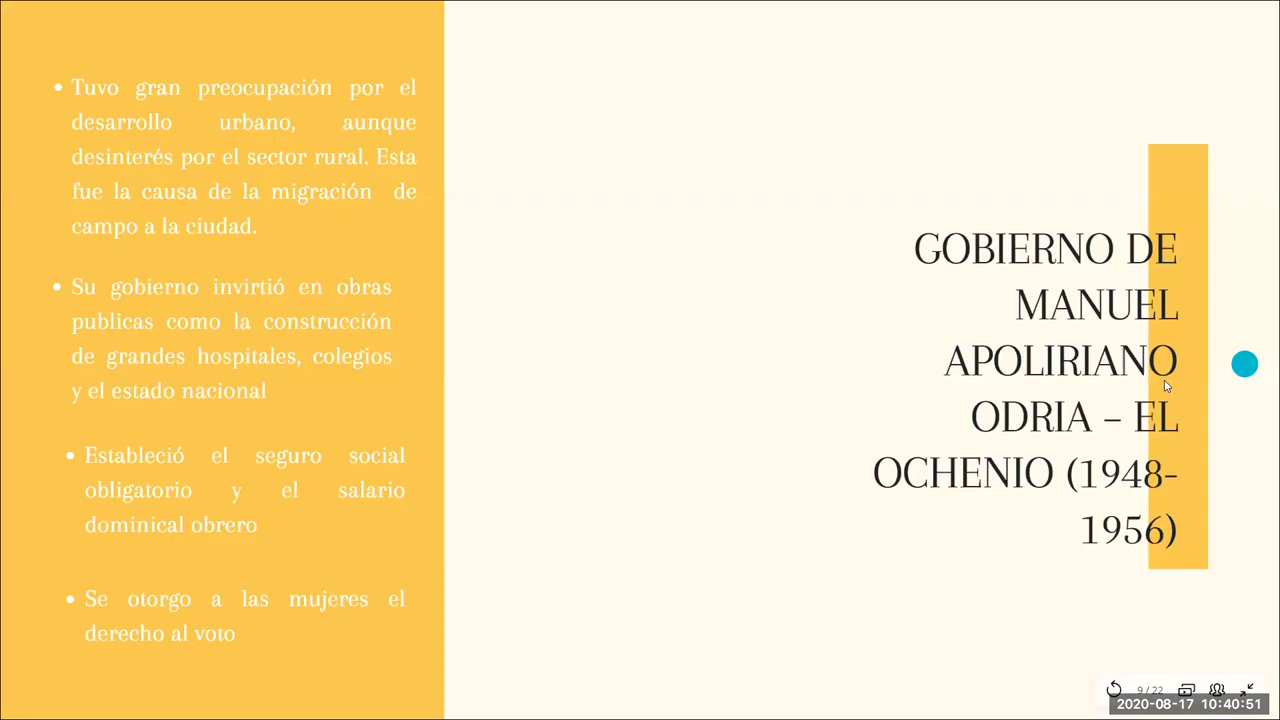 Tuvo gran preocupación por el
desarrollo urbano, aunque
desinterés por el sector rural. Esta
fue la causa de la migración de
campo a la ciudad.
Su gobierno invirtió en obras
publicas como la construcción
de grandes hospitales, colegios
y el estado nacional
Estableció el seguro social
obligatorio y el salario
dominical obrero
Se otorgo a las mujeres el
derecho al voto
GOBIERNO DE
MANUEL
APOLIRIANO
ODRIA – EL
OCHENIO (1948-
1956)
9 / 22
2020-08-17 10:40:51